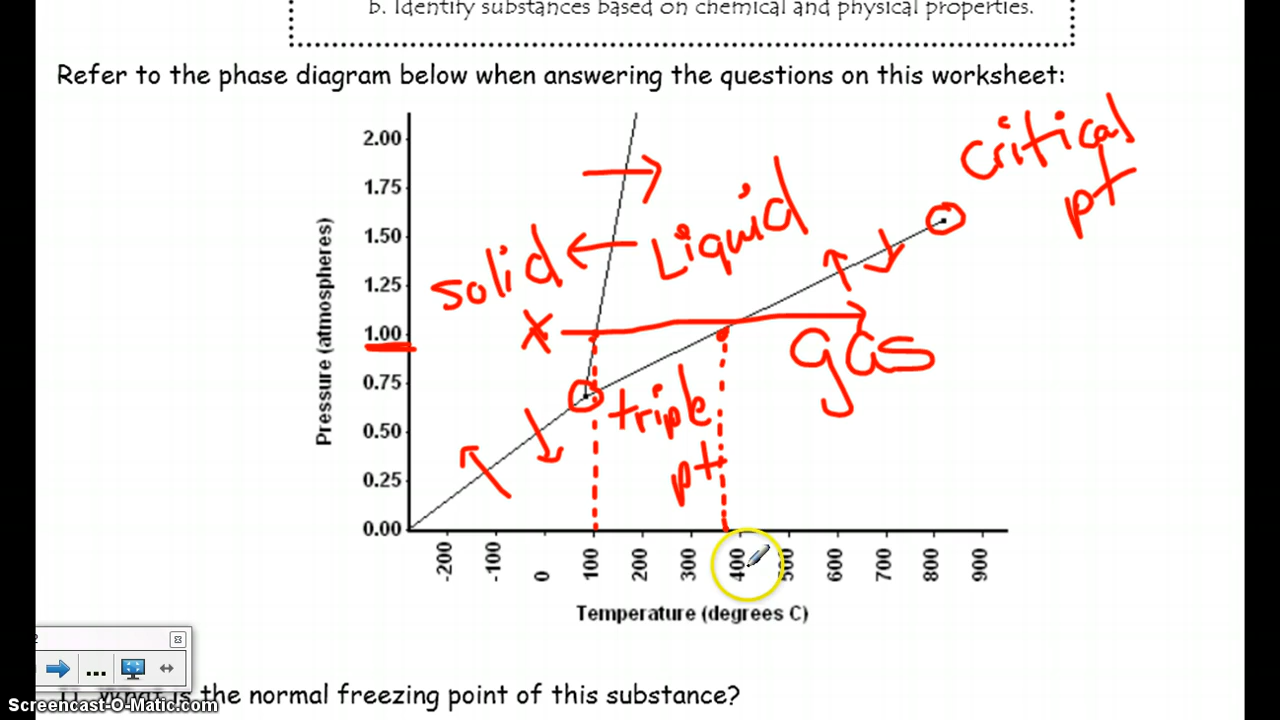 b. Identify substances based on chemical and physical properties.
Refer to the phase diagram below when answering the questions on this worksheet:
Pressure (atmospheres)
2.00
1.75
1.50
1.25
1.00
0.75
0.50
0.25
0.00
critical
pt
solid
Liquid
gas
triple
pt
-200 -100 0 100 200 300 400 500 600 700 800 900
Temperature (degrees C)
is the normal freezing point of this substance?
Screencast-O-Matic.com